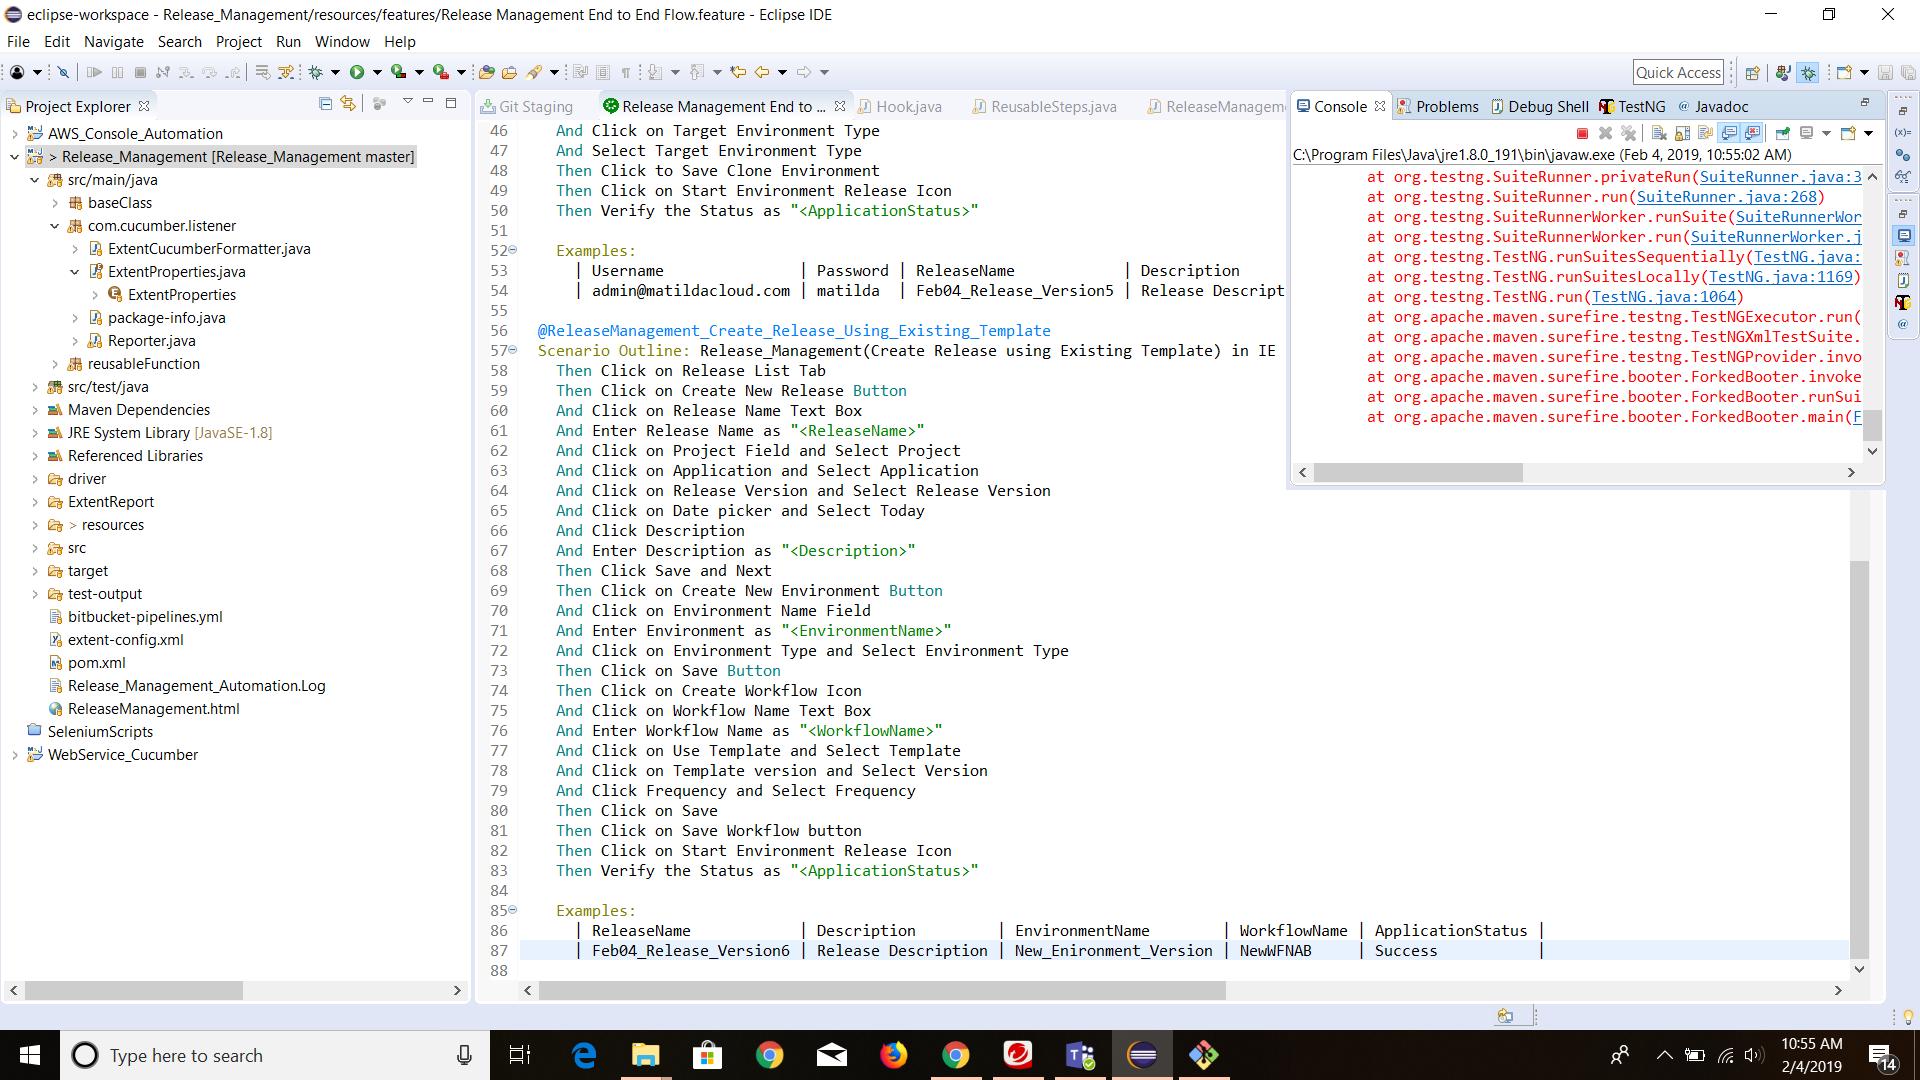 eclipse-workspace - Release_Management/resources/features/Release Management End to End Flow.feature - Eclipse IDE
File Edit Navigate Search Project Run Window Help
Quick Access
Project Explorer
AWS_Console_Automation
> Release_Management [Release_Management master]
src/main/java
baseClass
com.cucumber.listener
ExtentCucumberFormatter.java
ExtentProperties.java
ExtentProperties
package-info.java
Reporter.java
reusableFunction
src/test/java
Maven Dependencies
JRE System Library [JavaSE-1.8]
Referenced Libraries
driver
ExtentReport
> resources
src
target
test-output
bitbucket-pipelines.yml
extent-config.xml
pom.xml
Release_Management_Automation.Log
ReleaseManagement.html
SeleniumScripts
WebService_Cucumber
Git Staging Release Management End to ... Hook.java ReusableSteps.java ReleaseManagem
46 And Click on Target Environment Type
47 And Select Target Environment Type
48 Then Click to Save Clone Environment
49 Then Click on Start Environment Release Icon
50 Then Verify the Status as "<ApplicationStatus>"
51
52 Examples:
53 | Username | Password | ReleaseName | Description
54 | admin@matildacloud.com | matilda | Feb04_Release_Version5 | Release Descript
55
56 @ReleaseManagement_Create_Release_Using_Existing_Template
57 Scenario Outline: Release_Management(Create Release using Existing Template) in IE
58 Then Click on Release List Tab
59 Then Click on Create New Release Button
60 And Click on Release Name Text Box
61 And Enter Release Name as "<ReleaseName>"
62 And Click on Project Field and Select Project
63 And Click on Application and Select Application
64 And Click on Release Version and Select Release Version
65 And Click on Date picker and Select Today
66 And Click Description
67 And Enter Description as "<Description>"
68 Then Click Save and Next
69 Then Click on Create New Environment Button
70 And Click on Environment Name Field
71 And Enter Environment as "<EnvironmentName>"
72 And Click on Environment Type and Select Environment Type
73 Then Click on Save Button
74 Then Click on Create Workflow Icon
75 And Click on Workflow Name Text Box
76 And Enter Workflow Name as "<WorkflowName>"
77 And Click on Use Template and Select Template
78 And Click on Template version and Select Version
79 And Click Frequency and Select Frequency
80 Then Click on Save
81 Then Click on Save Workflow button
82 Then Click on Start Environment Release Icon
83 Then Verify the Status as "<ApplicationStatus>"
84
85 Examples:
86 | ReleaseName | Description | EnvironmentName | WorkflowName | ApplicationStatus |
87 | Feb04_Release_Version6 | Release Description | New_Enironment_Version | NewWFNAB | Success |
88
Console Problems Debug Shell TestNG Javadoc
C:\Program Files\Java\jre1.8.0_191\bin\javaw.exe (Feb 4, 2019, 10:55:02 AM)
at org.testng.SuiteRunner.privateRun(SuiteRunner.java:3
at org.testng.SuiteRunner.run(SuiteRunner.java:268)
at org.testng.SuiteRunnerWorker.runSuite(SuiteRunnerWor
at org.testng.SuiteRunnerWorker.run(SuiteRunnerWorker.j
at org.testng.TestNG.runSuitesSequentially(TestNG.java:
at org.testng.TestNG.runSuitesLocally(TestNG.java:1169)
at org.testng.TestNG.run(TestNG.java:1064)
at org.apache.maven.surefire.testng.TestNGExecutor.run(
at org.apache.maven.surefire.testng.TestNGXmlTestSuite.
at org.apache.maven.surefire.testng.TestNGProvider.invo
at org.apache.maven.surefire.booter.ForkedBooter.invoke
at org.apache.maven.surefire.booter.ForkedBooter.runSui
at org.apache.maven.surefire.booter.ForkedBooter.main(F
Type here to search
10:55 AM
2/4/2019
14